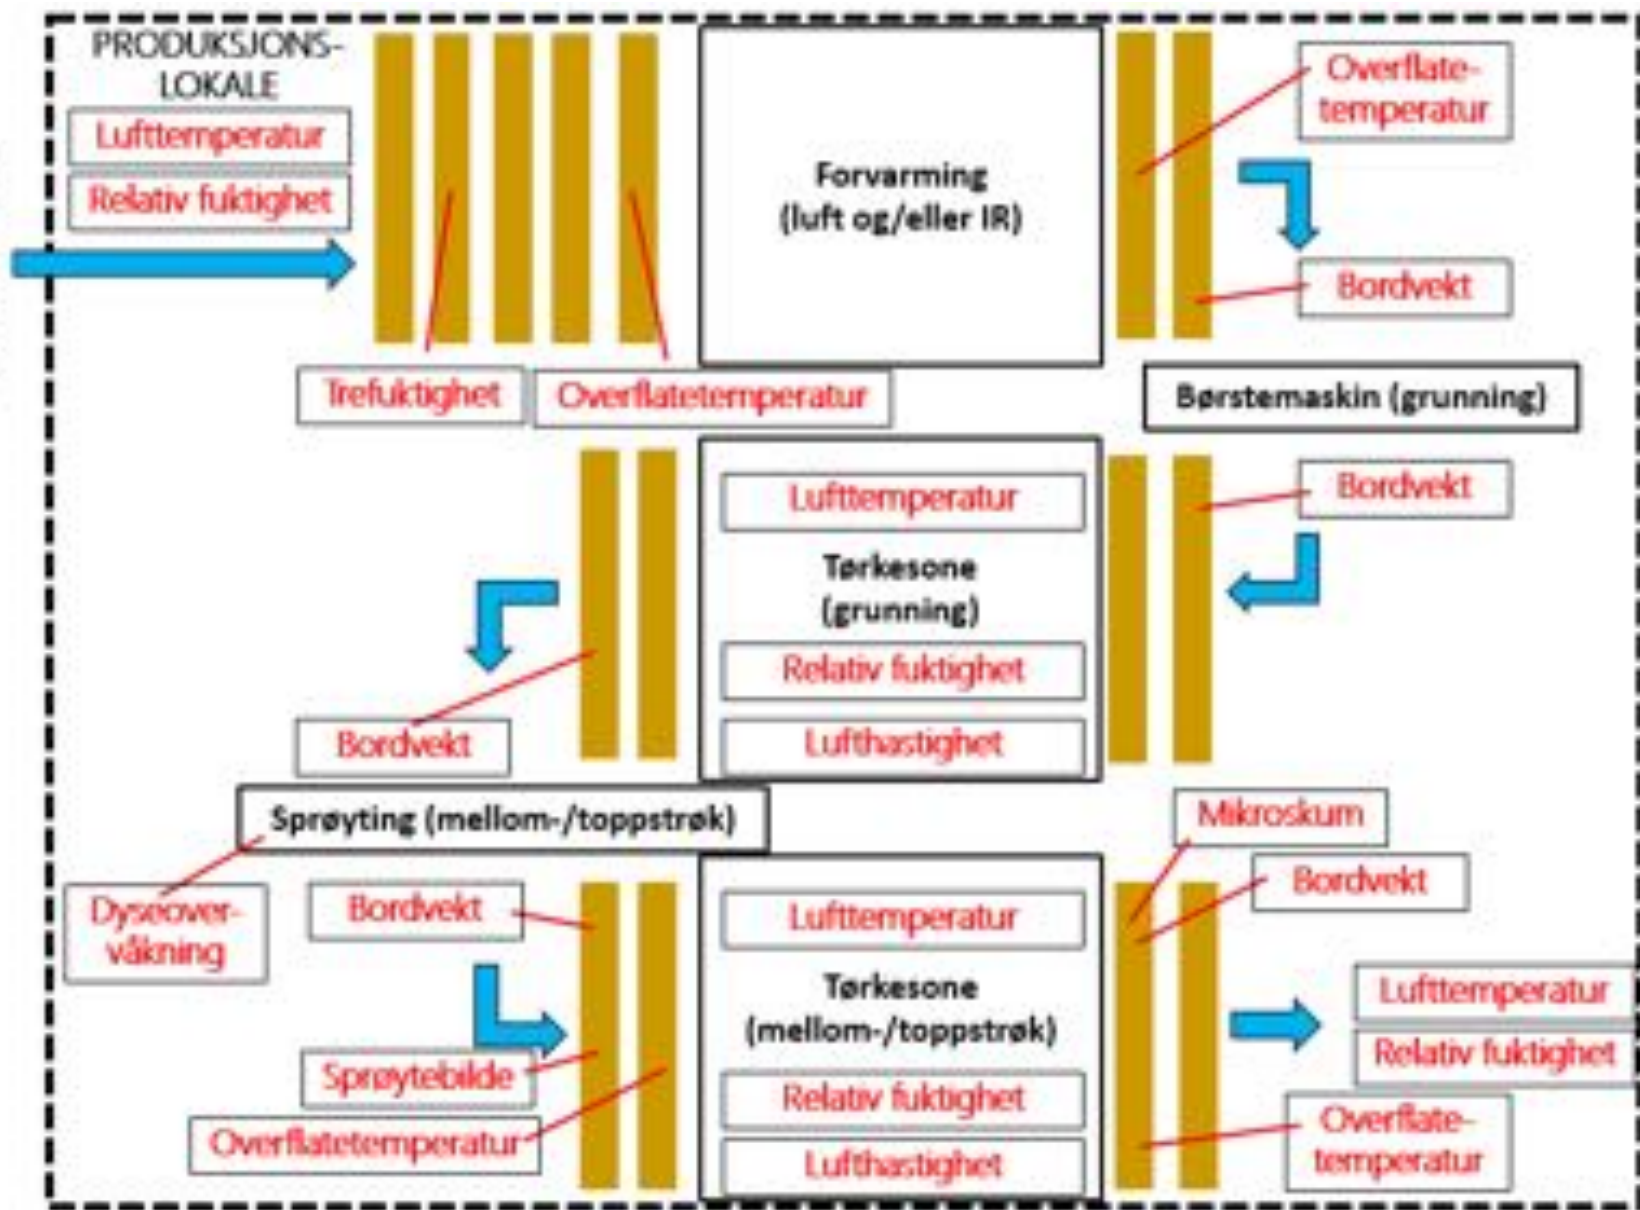 PRODUKSJONS-
LOKALE
Lufttemperatur
Relativ fuktighet
Trefuktighet
Overflatetemperatur
Forvarming
(luft og/eller IR)
Overflate-
temperatur
Bordvekt
Børstemaskin (grunning)
Bordvekt
Lufttemperatur
Tørkesone
(grunning)
Relativ fuktighet
Lufthastighet
Bordvekt
Sprøyting (mellom-/toppstrøk)
Dyseover-
våkning
Bordvekt
Sprøytebilde
Overflatetemperatur
Lufttemperatur
Tørkesone
(mellom-/toppstrøk)
Relativ fuktighet
Lufthastighet
Mikroskum
Bordvekt
Lufttemperatur
Relativ fuktighet
Overflate-
temperatur